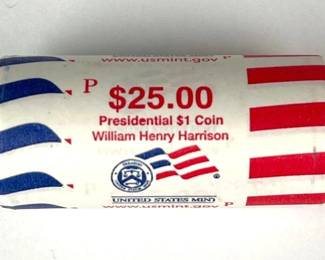 www.usmint.gov P
P
$25.00
Presidential $1 Coin
William Henry Harrison
®
UNITED STATES MINT
www.usmint.gov P